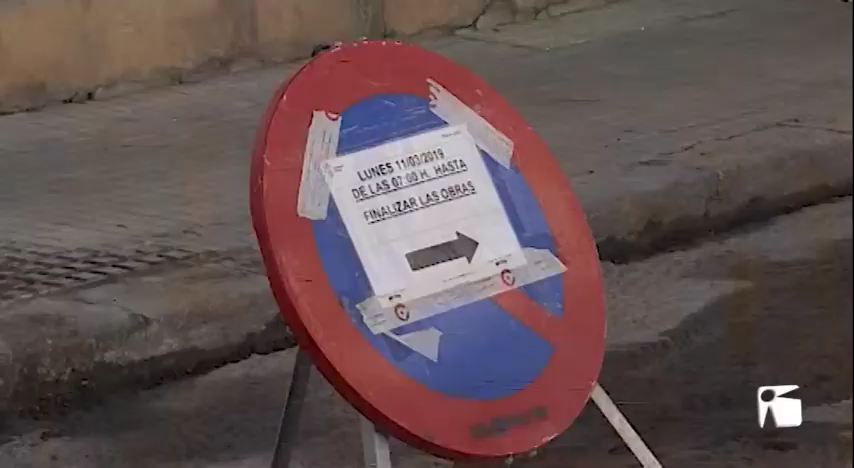 LUNES 11/03/2019
DE LAS 07:00 H. HASTA
FINALIZAR LAS OBRAS